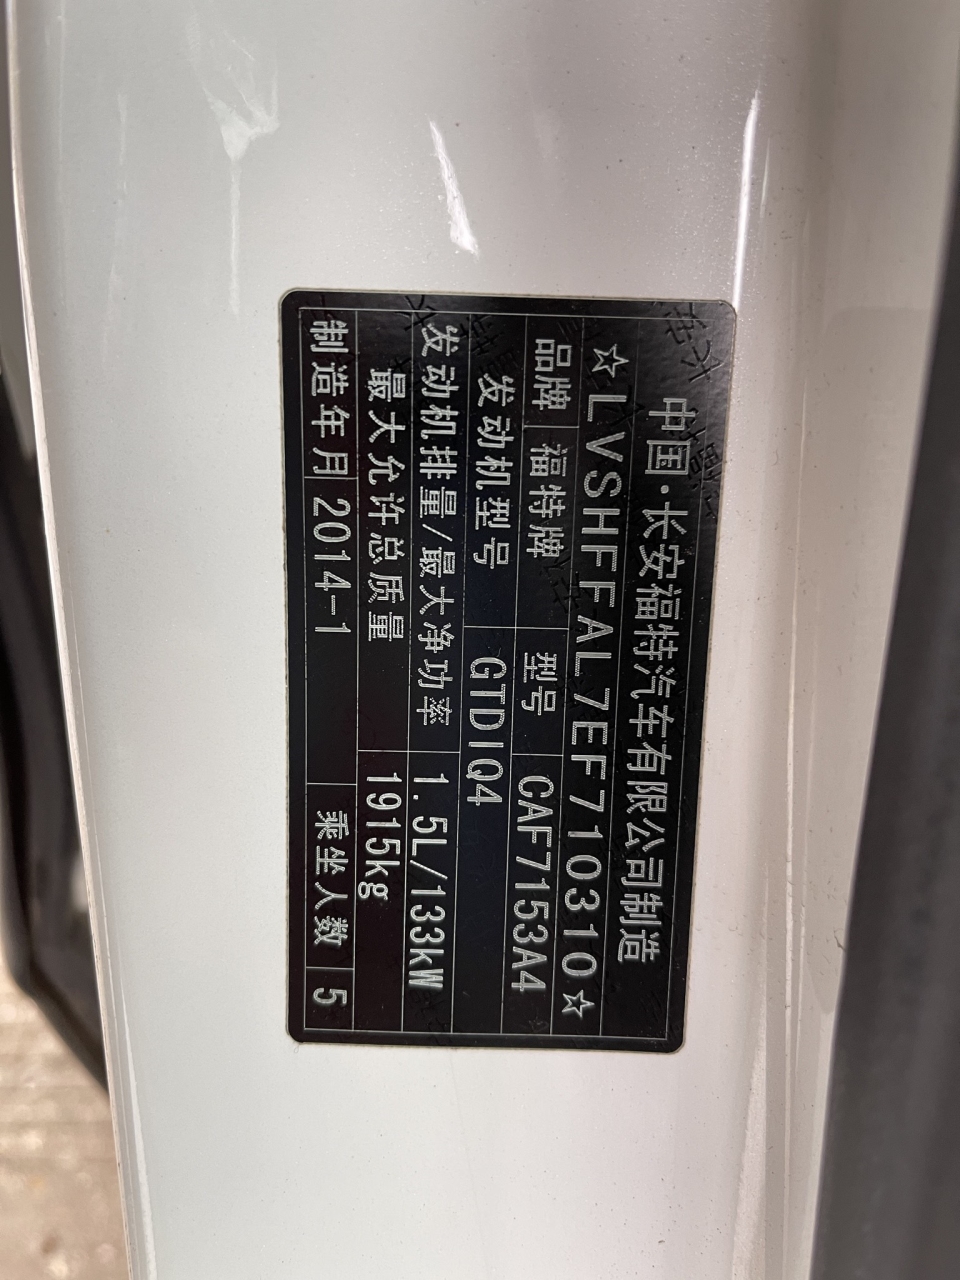 中国·长安福特汽车有限公司制造
☆LVSHFFAL7EF710310☆
品牌 福特牌 型号 CAF7153A4
发动机型号 GTDIQ4
发动机排量/最大净功率 1.5L/133kW
最大允许总质量 1915kg
制造年月 2014-1 乘坐人数 5